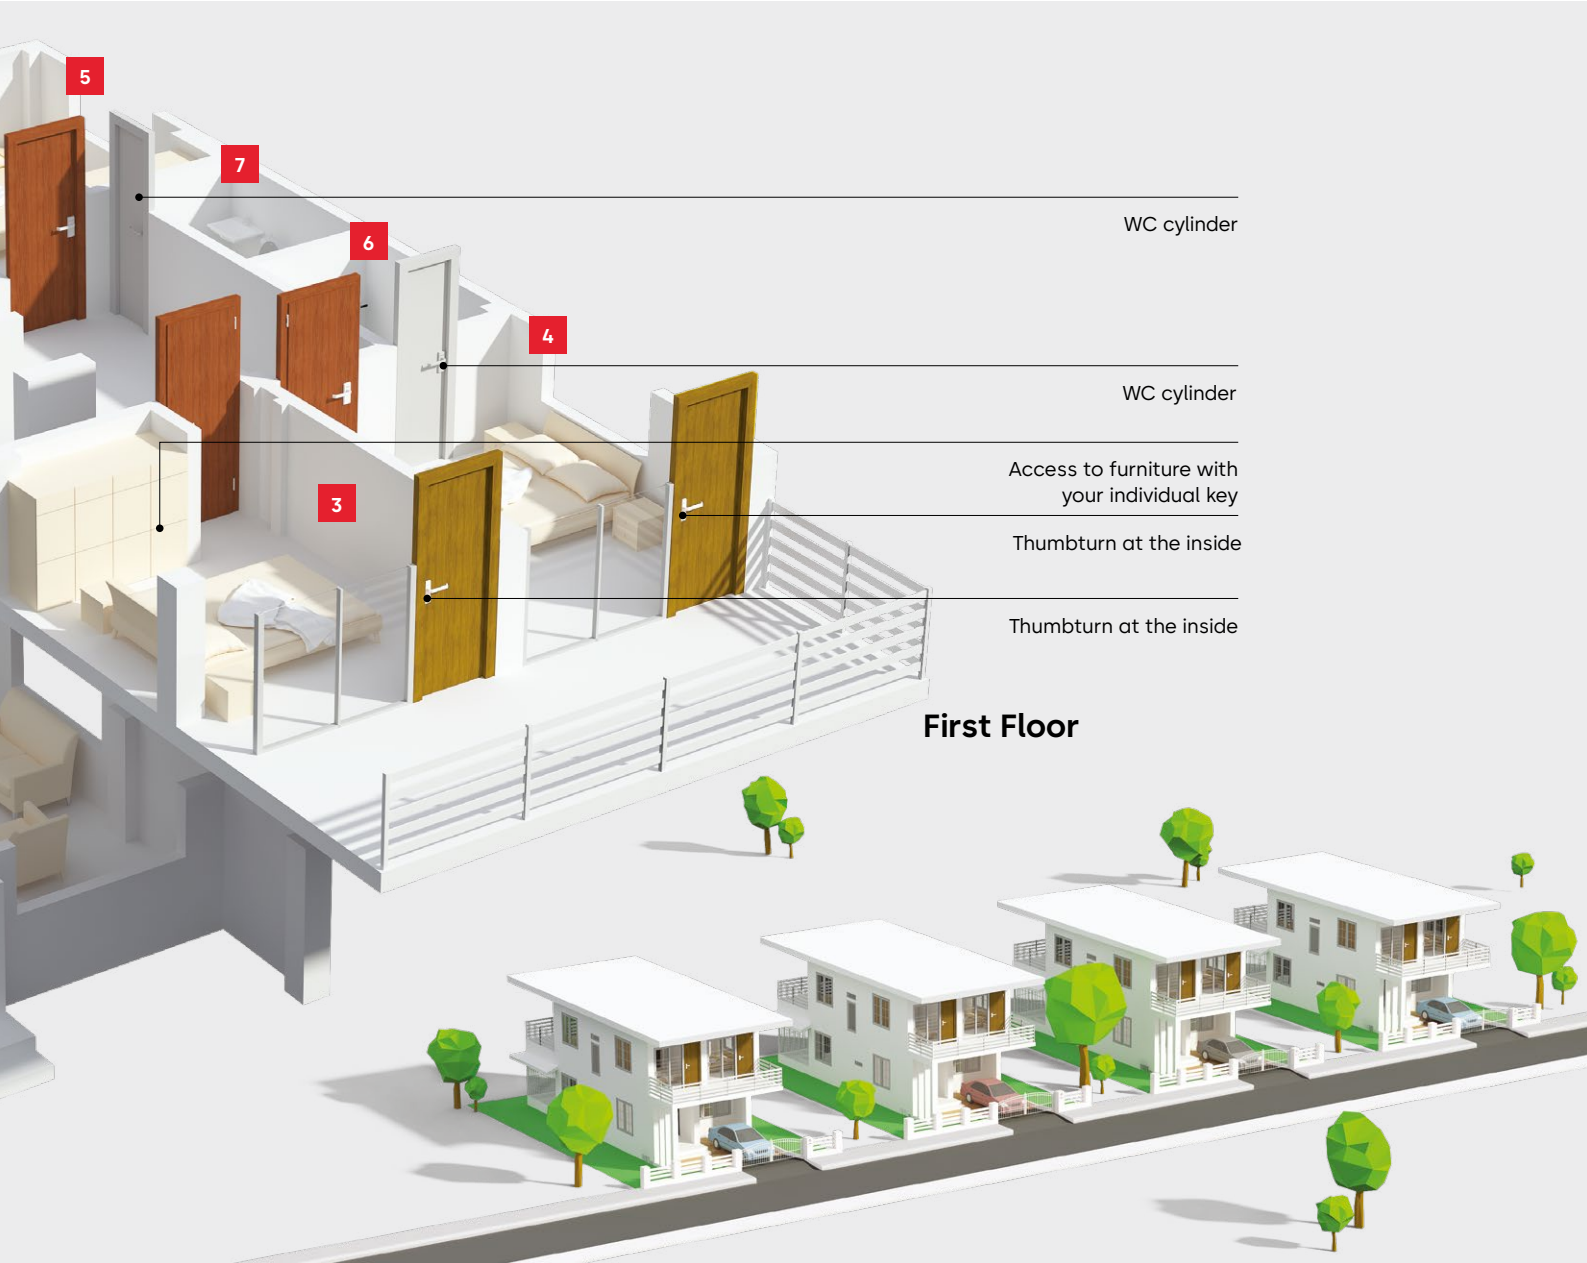 5
7
WC cylinder
6
4
WC cylinder
Access to furniture with
your individual key
3
Thumbturn at the inside
Thumbturn at the inside
First Floor